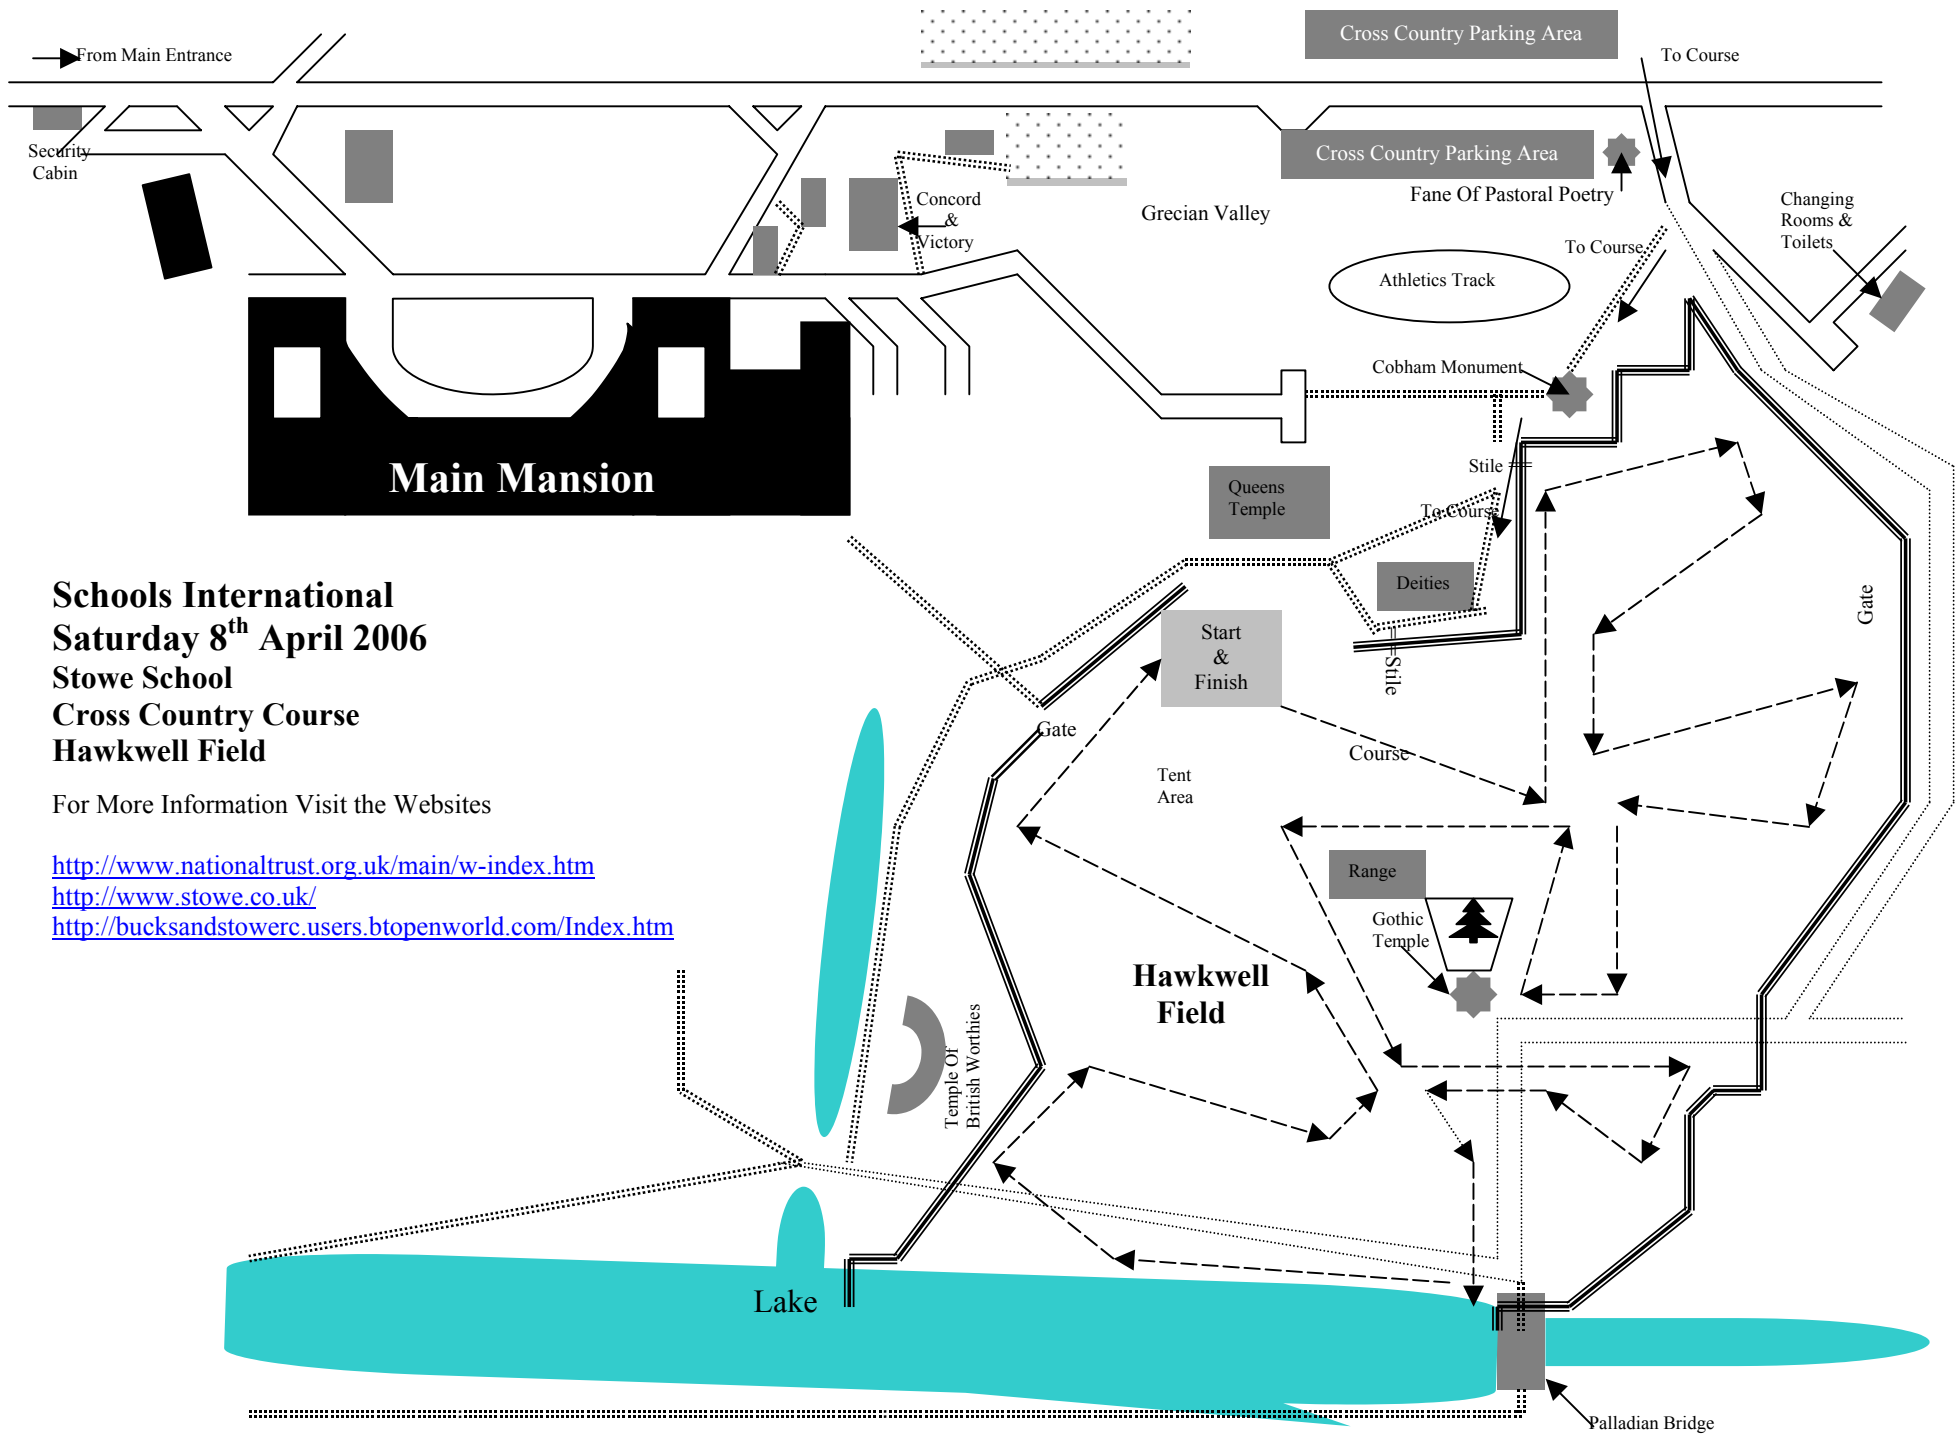 Cross Country Parking Area
From Main Entrance
To Course
Security
Cabin
Cross Country Parking Area
Fane Of Pastoral Poetry
Concord
&
Victory
Grecian Valley
Changing
Rooms &
Toilets
To Course
Athletics Track
Cobham Monument
Main Mansion
Stile
Queens
Temple
To Course
Deities
Gate
Schools International
Saturday 8th April 2006
Stowe School
Cross Country Course
Hawkwell Field
Start
&
Finish
Stile
Gate
Course
Tent
Area
For More Information Visit the Websites
http://www.nationaltrust.org.uk/main/w-index.htm
http://www.stowe.co.uk/
http://bucksandstowerc.users.btopenworld.com/Index.htm
Range
Gothic
Temple
Hawkwell
Field
Temple Of
British Worthies
Lake
Palladian Bridge